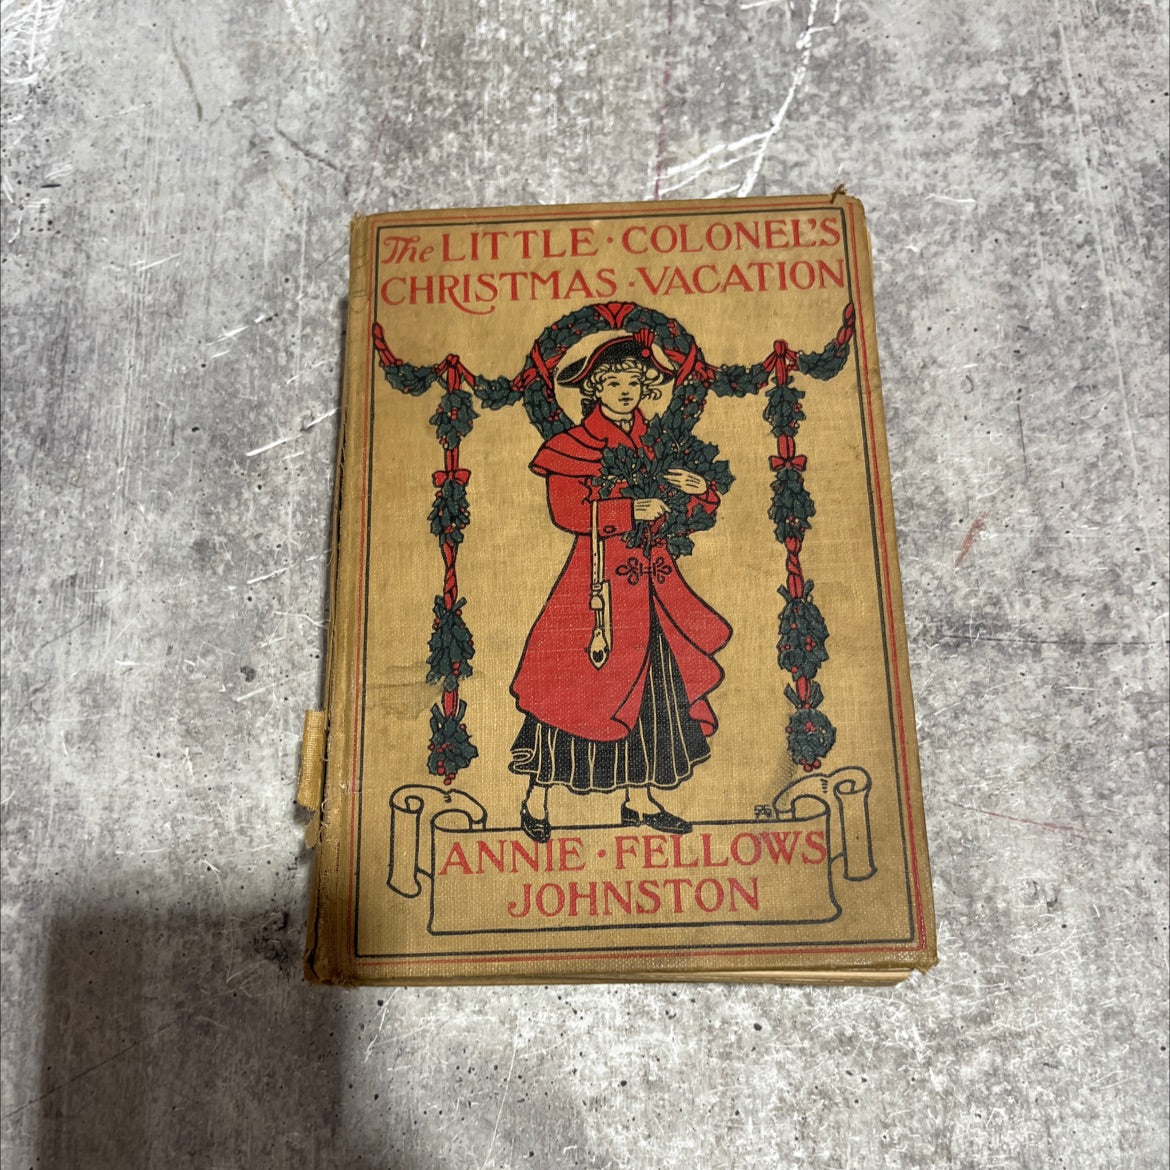 The LITTLE · COLONEL'S
CHRISTMAS · VACATION
ANNIE · FELLOWS
JOHNSTON